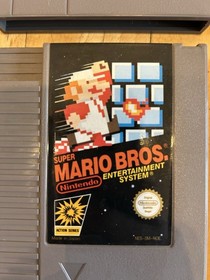 SUPER
MARIO BROS.
Nintendo
ENTERTAINMENT
SYSTEM
ACTION SERIES